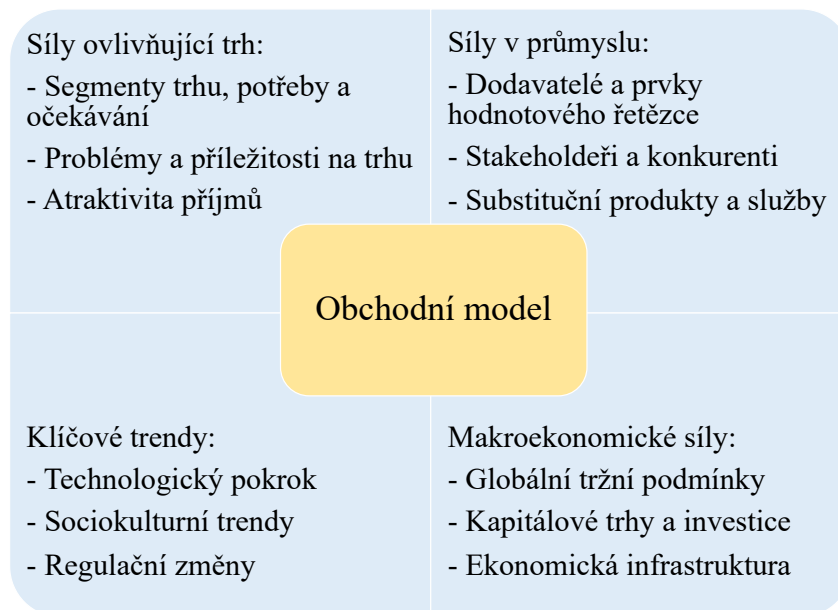 Síly ovlivňující trh:
- Segmenty trhu, potřeby a
očekávání
- Problémy a příležitosti na trhu
- Atraktivita příjmů
Síly v průmyslu:
- Dodavatelé a prvky
hodnotového řetězce
- Stakeholdeři a konkurenti
- Substituční produkty a služby
Obchodní model
Klíčové trendy:
- Technologický pokrok
- Sociokulturní trendy
- Regulační změny
Makroekonomické síly:
- Globální tržní podmínky
- Kapitálové trhy a investice
- Ekonomická infrastruktura